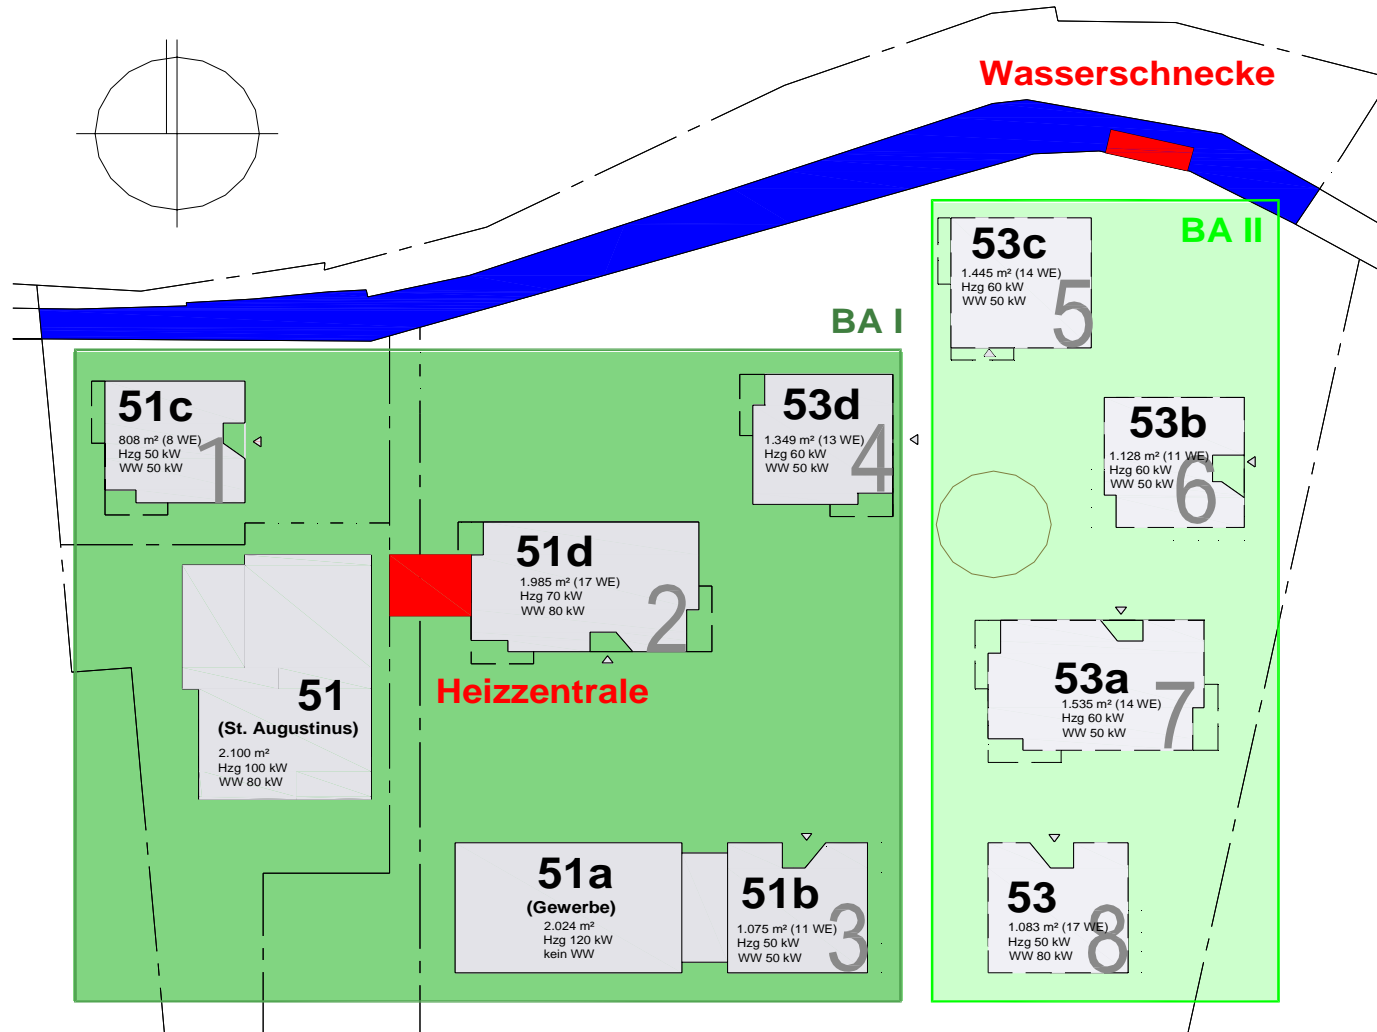 Wasserschnecke
BA II
53c
1.445 m² (14 WE)
Hzg 60 kW
WW 50 kW
5
BA I
51c
808 m² (8 WE)
Hzg 50 kW
WW 50 kW
1
53d
1.349 m² (13 WE)
Hzg 60 kW
WW 50 kW
4
53b
1.128 m² (11 WE)
Hzg 60 kW
WW 50 kW
6
51d
1.985 m² (17 WE)
Hzg 70 kW
WW 80 kW
2
Heizzentrale
51
(St. Augustinus)
2.100 m²
Hzg 100 kW
WW 80 kW
53a
1.535 m² (14 WE)
Hzg 60 kW
WW 50 kW
7
51a
(Gewerbe)
2.024 m²
Hzg 120 kW
kein WW
51b
1.075 m² (11 WE)
Hzg 50 kW
WW 50 kW
3
53
1.083 m² (17 WE)
Hzg 50 kW
WW 80 kW
8